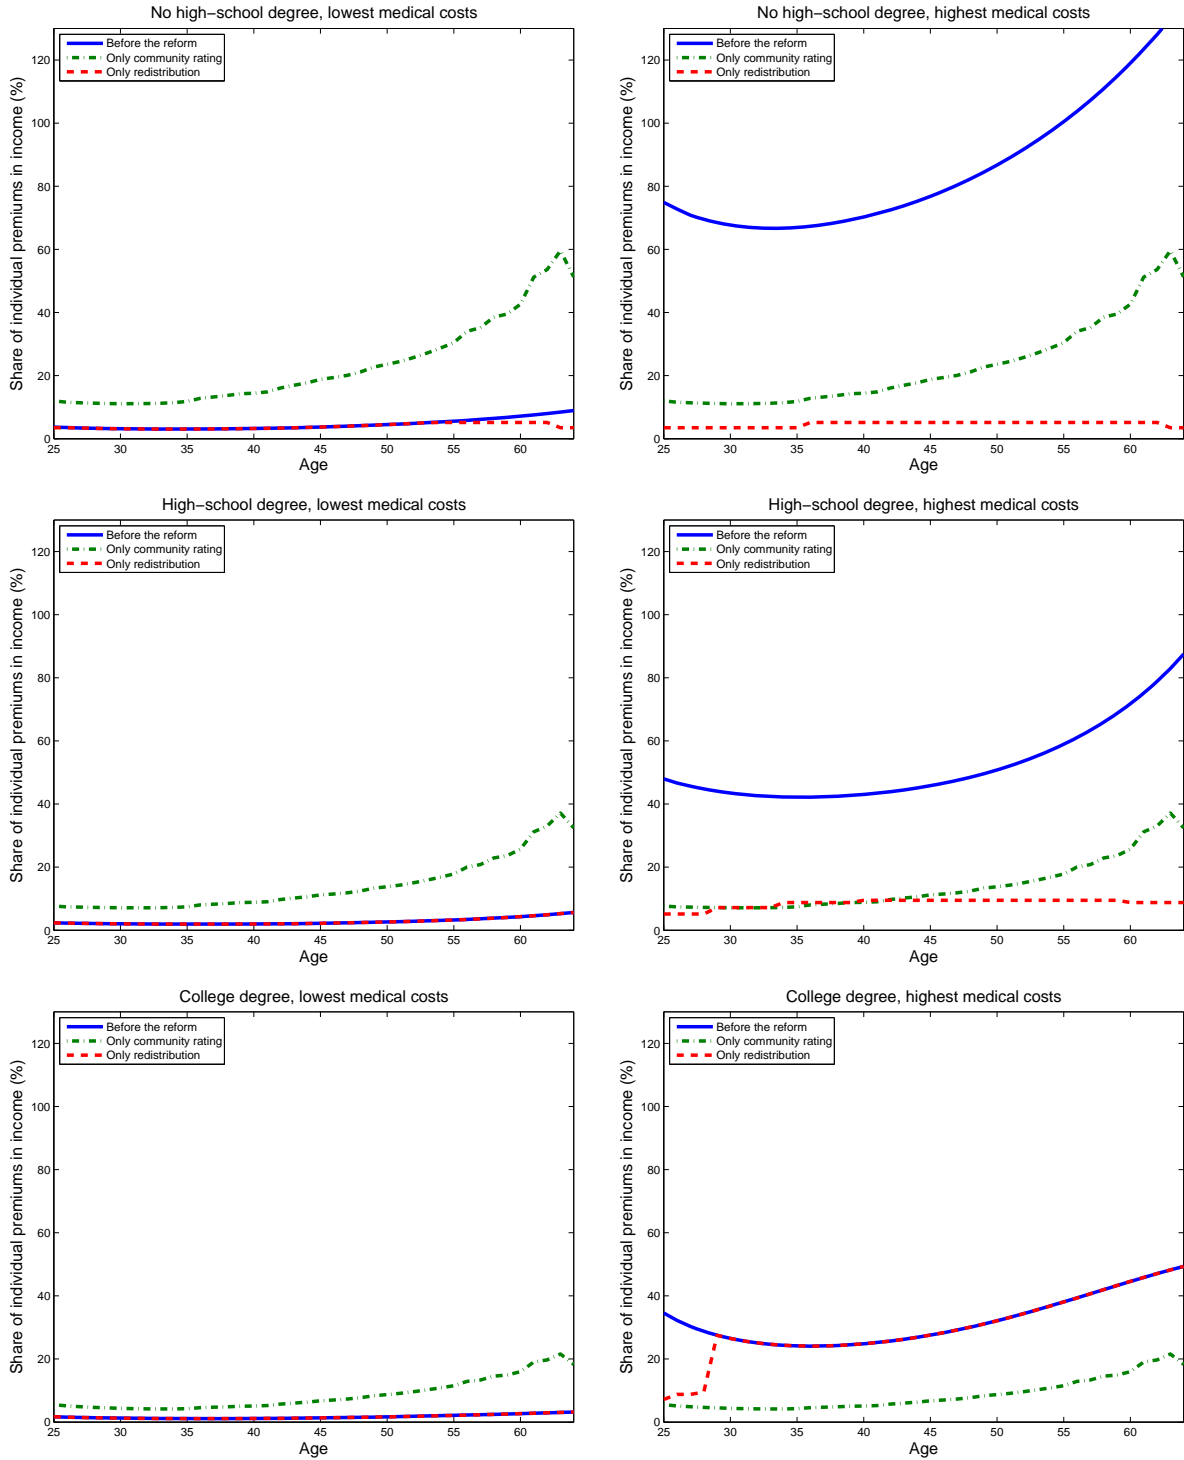 No high−school degree, lowest medical costs
Share of individual premiums in income (%)
120
100
80
60
40
20
0
Before the reform
Only community rating
Only redistribution
25 30 35 40 45 50 55 60
Age
No high−school degree, highest medical costs
Share of individual premiums in income (%)
120
100
80
60
40
20
0
Before the reform
Only community rating
Only redistribution
25 30 35 40 45 50 55 60
Age
High−school degree, lowest medical costs
Share of individual premiums in income (%)
120
100
80
60
40
20
0
Before the reform
Only community rating
Only redistribution
25 30 35 40 45 50 55 60
Age
High−school degree, highest medical costs
Share of individual premiums in income (%)
120
100
80
60
40
20
0
Before the reform
Only community rating
Only redistribution
25 30 35 40 45 50 55 60
Age
College degree, lowest medical costs
Share of individual premiums in income (%)
120
100
80
60
40
20
0
Before the reform
Only community rating
Only redistribution
25 30 35 40 45 50 55 60
Age
College degree, highest medical costs
Share of individual premiums in income (%)
120
100
80
60
40
20
0
Before the reform
Only community rating
Only redistribution
25 30 35 40 45 50 55 60
Age